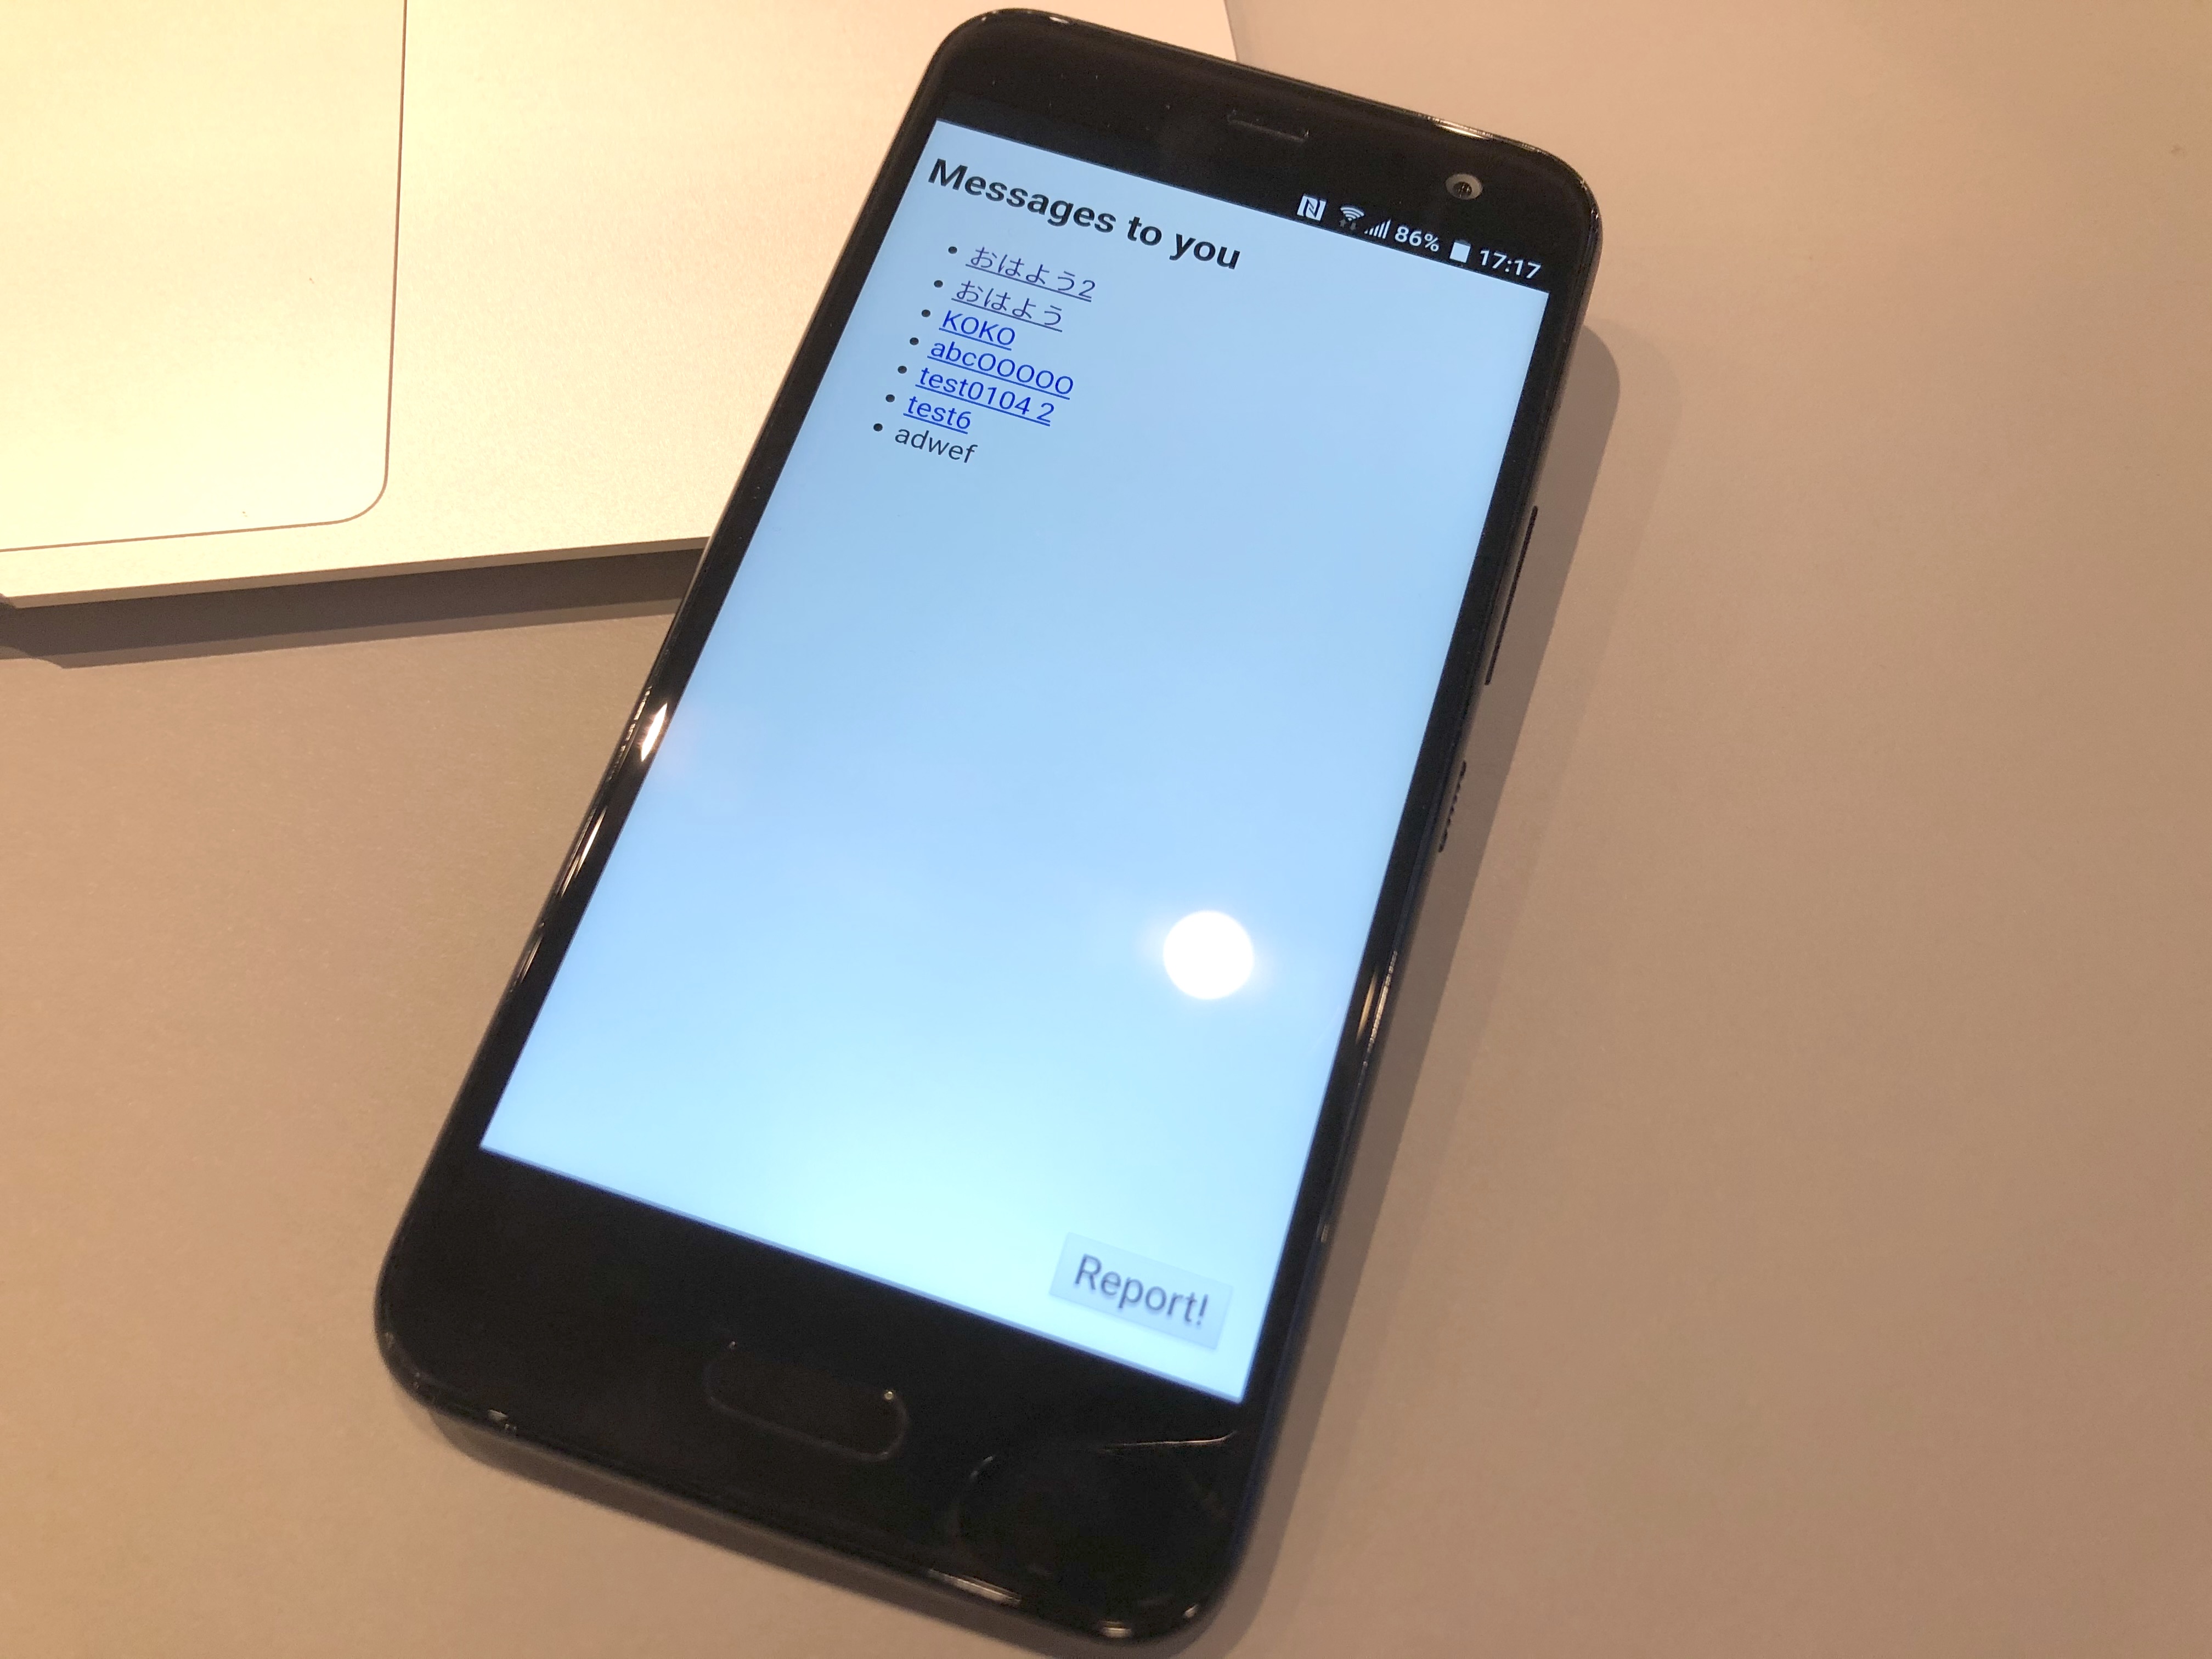 86% 17:17
Messages to you
おはよう2
おはよう
KOKO
abcOOOOO
test0104 2
test6
adwef
Report!